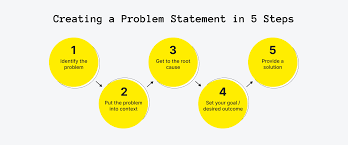 Creating a Problem Statement in 5 Steps
1
Identify the
problem
2
Put the problem
into context
3
Get to the root
cause
4
Set your goal /
desired outcome
5
Provide a
solution